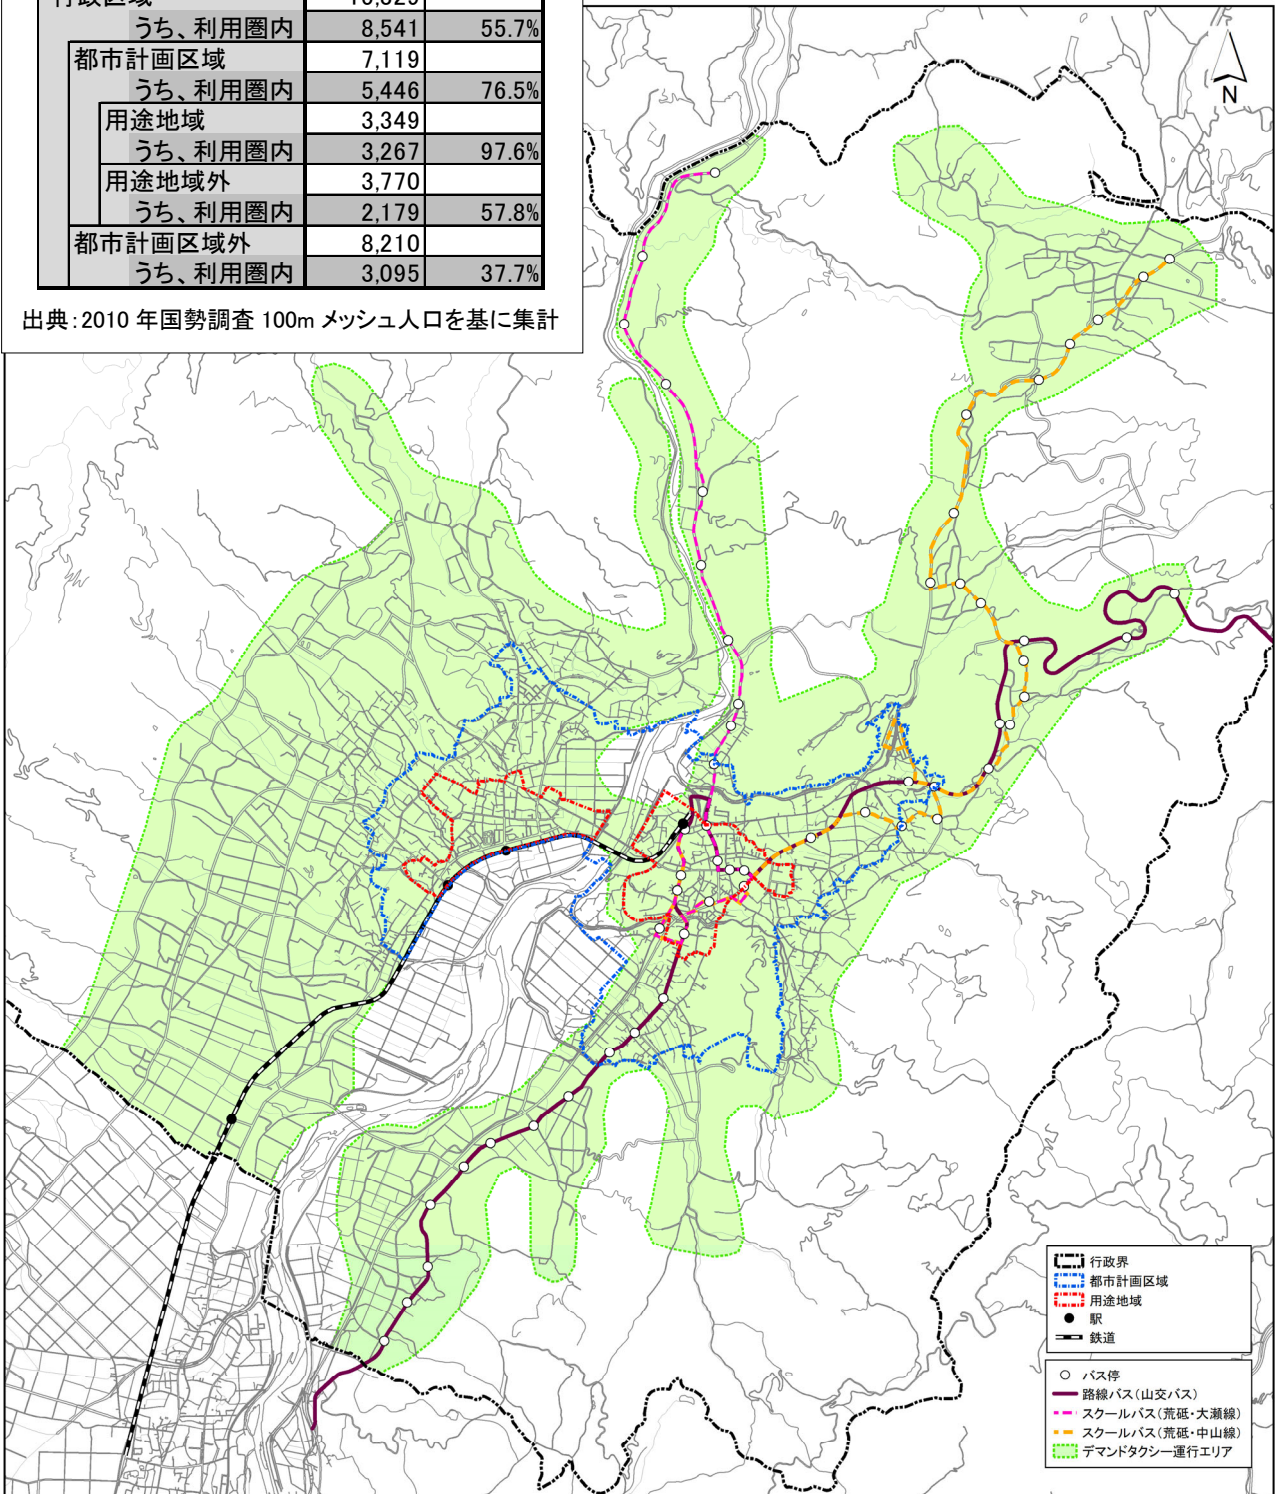 うち、利用圏内 8,541 55.7%
都市計画区域 7,119
うち、利用圏内 5,446 76.5%
用途地域 3,349
うち、利用圏内 3,267 97.6%
用途地域外 3,770
うち、利用圏内 2,179 57.8%
都市計画区域外 8,210
うち、利用圏内 3,095 37.7%
出典:2010 年国勢調査 100m メッシュ人口を基に集計
N
行政界
都市計画区域
用途地域
駅
鉄道
バス停
路線バス(山交バス)
スクールバス(荒砥・大瀬線)
スクールバス(荒砥・中山線)
デマンドタクシー運行エリア